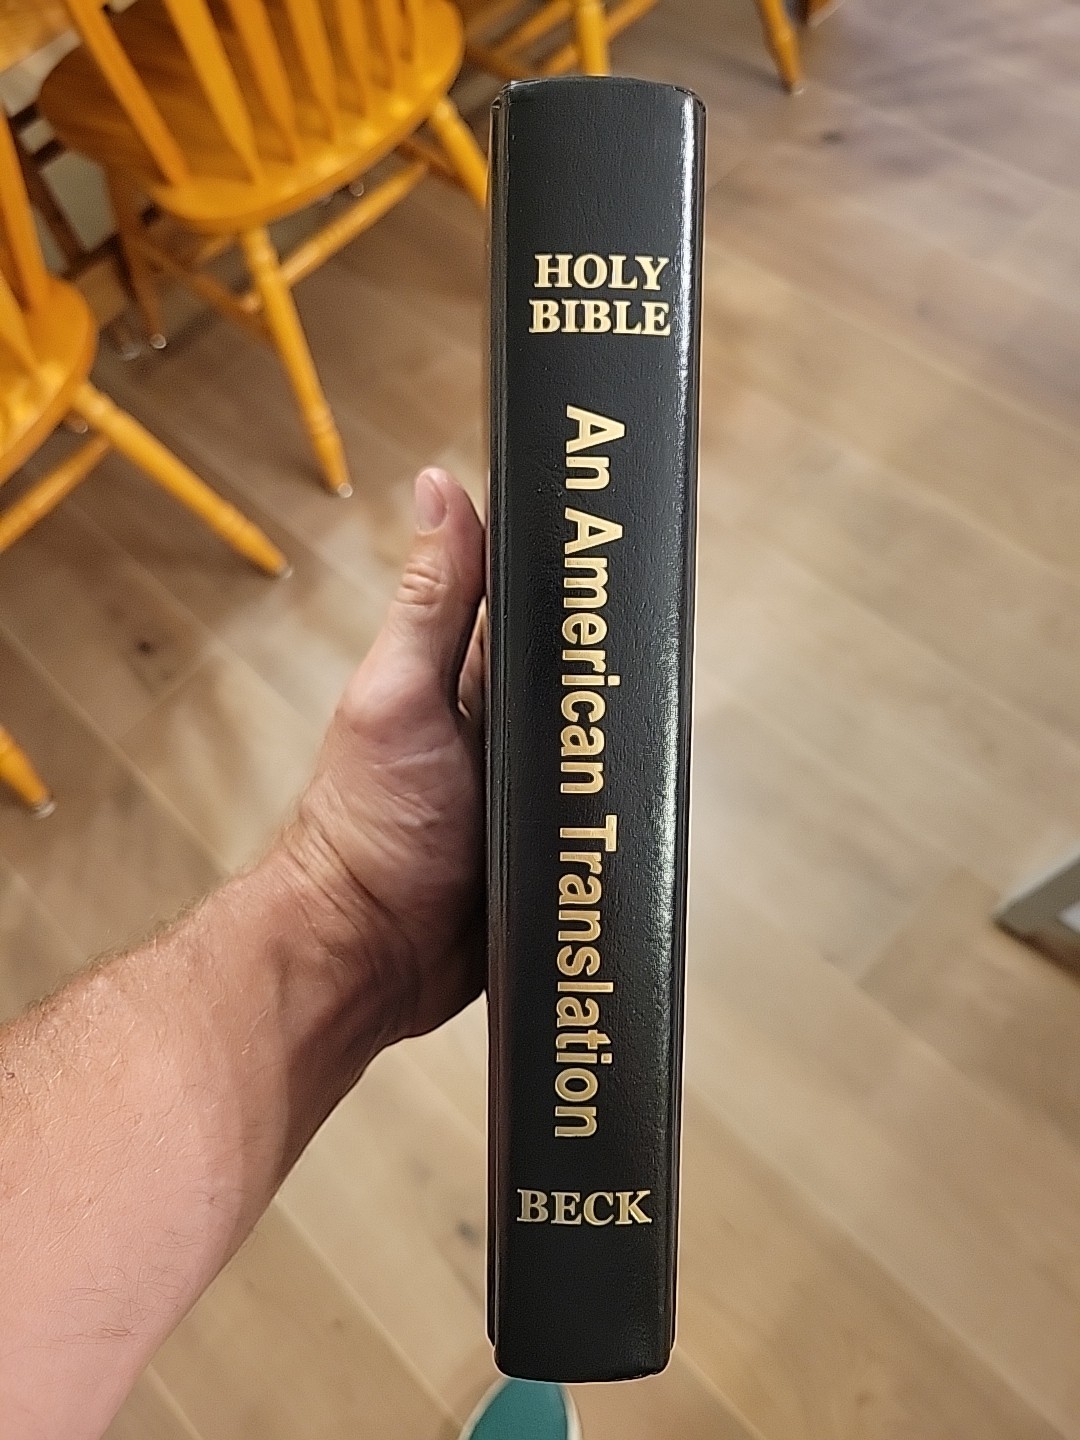 HOLY
BIBLE
An American Translation
BECK